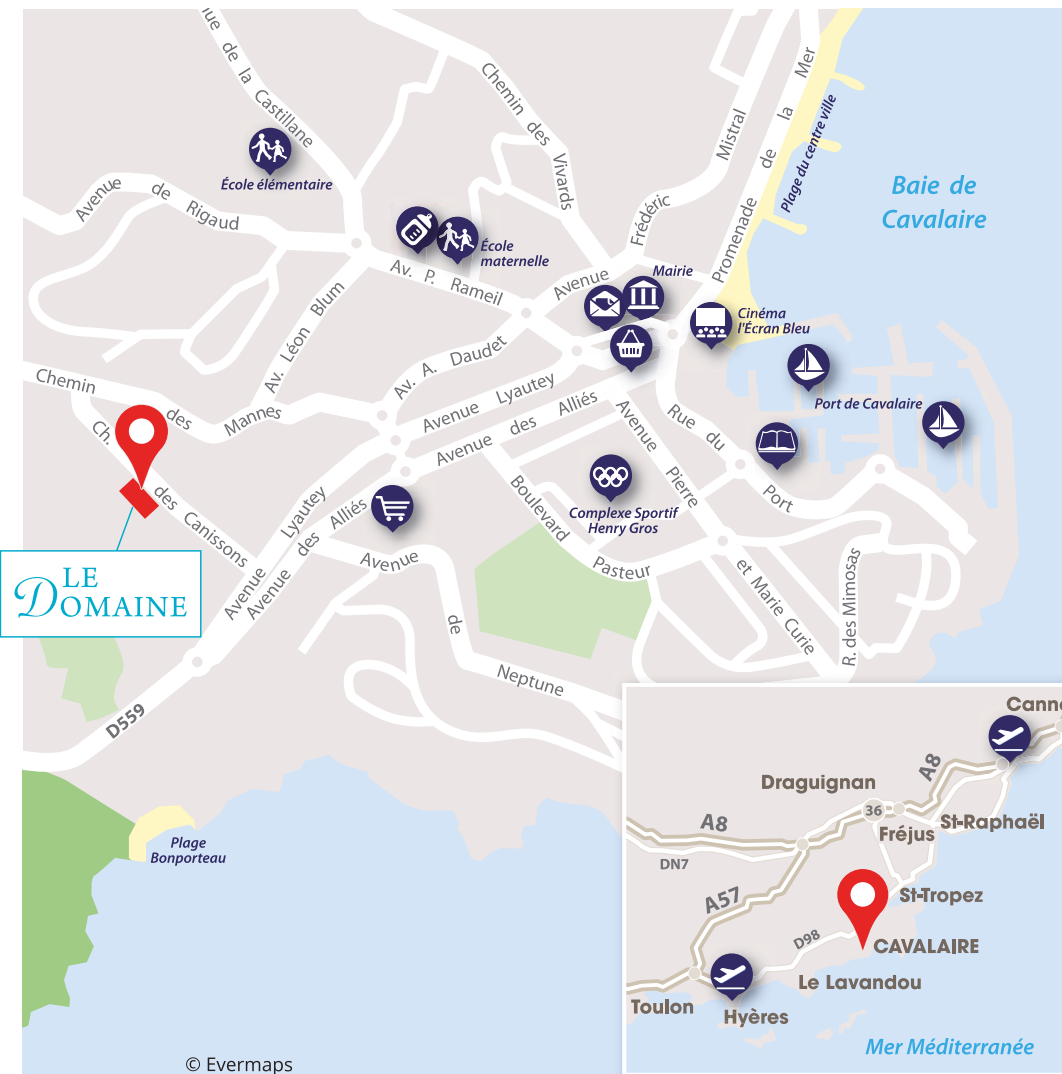 Rue de la Castillane
Chemin des Vivards
Frédéric Mistral
Promenade de la Mer
Plage du centre ville
École élémentaire
Baie de
Cavalaire
Avenue de Rigaud
École
maternelle
Av. P. Rameil
Avenue
Mairie
Cinéma
l'Écran Bleu
Av. Léon Blum
Av. A. Daudet
Chemin des Mannes
Avenue Lyautey
Avenue des Alliés
Port de Cavalaire
Rue du Port
Ch. des Canissons
Avenue Pierre et Marie Curie
Boulevard Pasteur
Complexe Sportif
Henry Gros
Avenue Lyautey
Avenue des Alliés
Avenue de Neptune
R. des Mimosas
LE
DOMAINE
D559
Plage
Bonporteau
Draguignan
A8
A8
36
Fréjus
St-Raphaël
DN7
A57
St-Tropez
D98
CAVALAIRE
Le Lavandou
Toulon
Hyères
Mer Méditerranée
© Evermaps